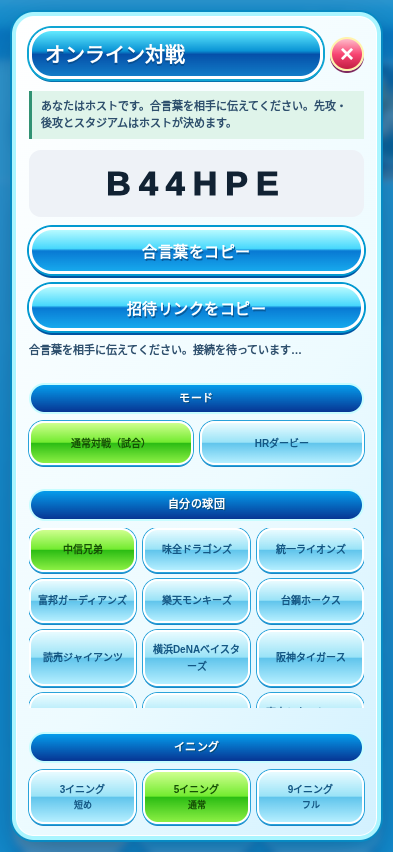 オンライン対戦
あなたはホストです。合言葉を相手に伝えてください。先攻・
後攻とスタジアムはホストが決めます。
B44HPE
合言葉をコピー
招待リンクをコピー
合言葉を相手に伝えてください。接続を待っています…
モード
通常対戦（試合）
HRダービー
自分の球団
中信兄弟
味全ドラゴンズ
統一ライオンズ
富邦ガーディアンズ
樂天モンキーズ
台鋼ホークス
読売ジャイアンツ
横浜DeNAベイスタ
ーズ
阪神タイガース
イニング
3イニング
短め
5イニング
通常
9イニング
フル